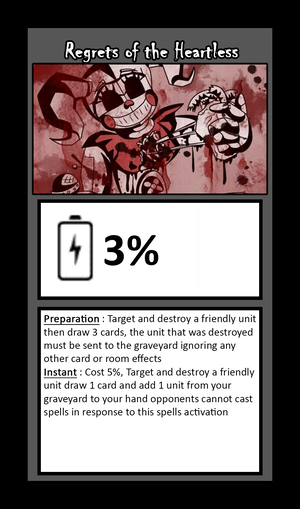 Regrets of the Heartless
3%
Preparation : Target and destroy a friendly unit
then draw 3 cards, the unit that was destroyed
must be sent to the graveyard ignoring any
other card or room effects
Instant : Cost 5%, Target and destroy a friendly
unit draw 1 card and add 1 unit from your
graveyard to your hand opponents cannot cast
spells in response to this spells activation